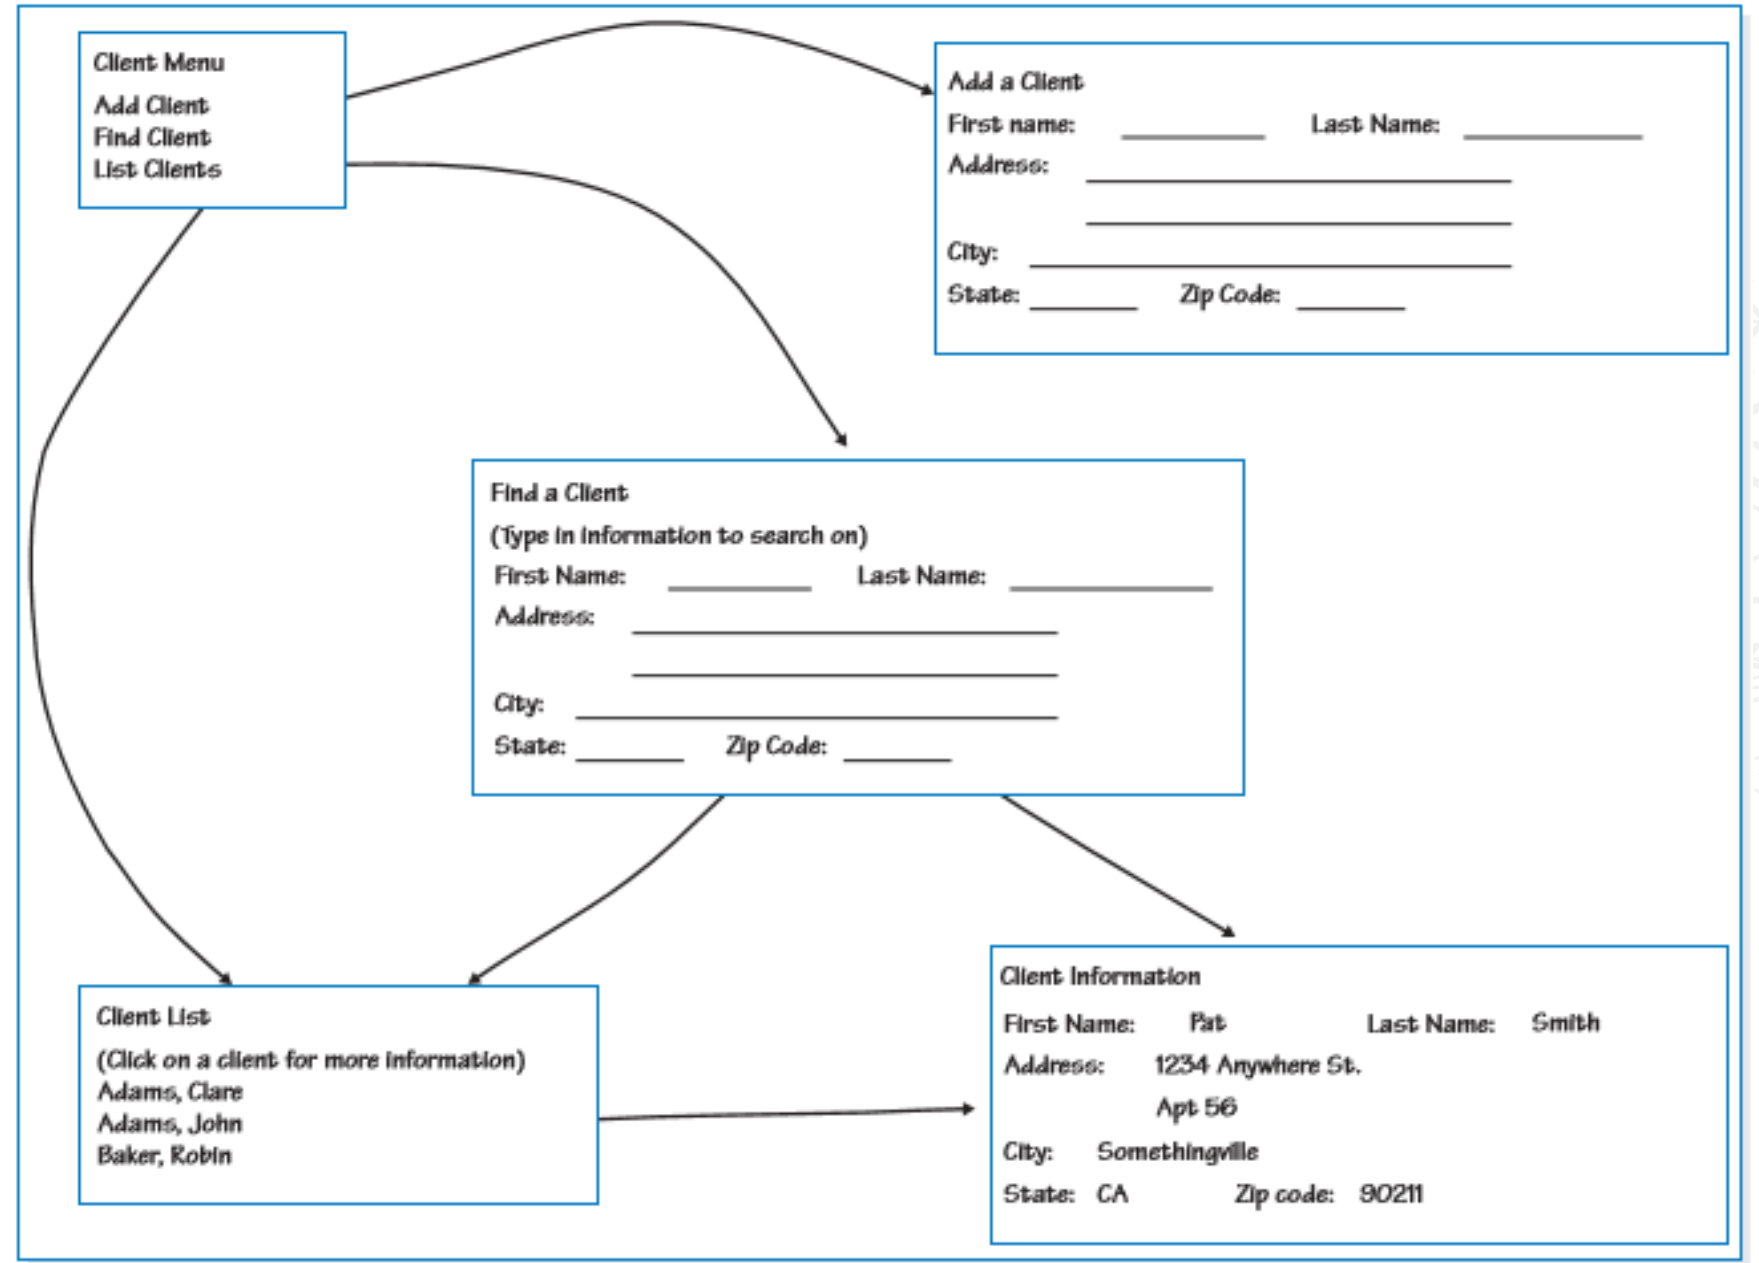 Client Menu
Add Client
Find Client
List Clients
Add a Client
First name: Last Name:
Address:
City:
State: Zip Code:
Find a Client
(Type in information to search on)
First Name: Last Name:
Address:
City:
State: Zip Code:
Client List
(Click on a client for more information)
Adams, Clare
Adams, John
Baker, Robin
Client Information
First Name: Pat Last Name: Smith
Address: 1234 Anywhere St.
Apt 56
City: Somethingville
State: CA Zip code: 90211